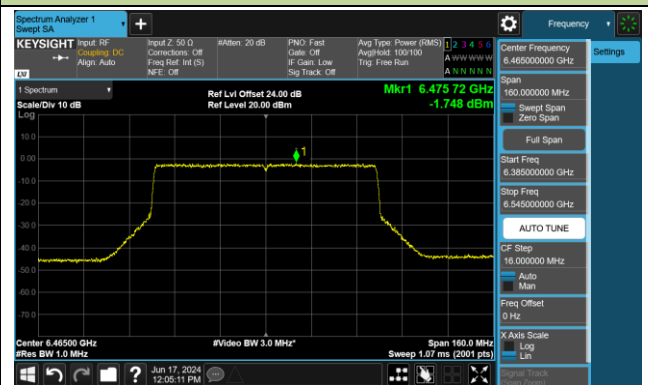 Spectrum Analyzer 1
Swept SA
+
Frequency
KEYSIGHT
Input: RF
Coupling: DC
Align: Auto
Input Z: 50 Ω
Corrections: Off
Freq Ref: Int (S)
NFE: Off
#Atten: 20 dB
PNO: Fast
Gate: Off
IF Gain: Low
Sig Track: Off
Avg Type: Power (RMS)
Avg|Hold: 100/100
Trig: Free Run
1 2 3 4 5 6
A W W W W W
A N N N N N
LXI
1 Spectrum
Scale/Div 10 dB
Log
Ref Lvl Offset 24.00 dB
Ref Level 20.00 dBm
Mkr1 6.475 72 GHz
-1.748 dBm
10.0
0.00
-10.0
-20.0
-30.0
-40.0
-50.0
-60.0
-70.0
1
Center 6.46500 GHz
#Res BW 1.0 MHz
#Video BW 3.0 MHz*
Span 160.0 MHz
Sweep 1.07 ms (2001 pts)
Center Frequency
6.465000000 GHz
Settings
Span
160.000000 MHz
Swept Span
Zero Span
Full Span
Start Freq
6.385000000 GHz
Stop Freq
6.545000000 GHz
AUTO TUNE
CF Step
16.000000 MHz
Auto
Man
Freq Offset
0 Hz
X Axis Scale
Log
Lin
Signal Track
(Span Zoom)
?
Jun 17, 2024
12:05:11 PM